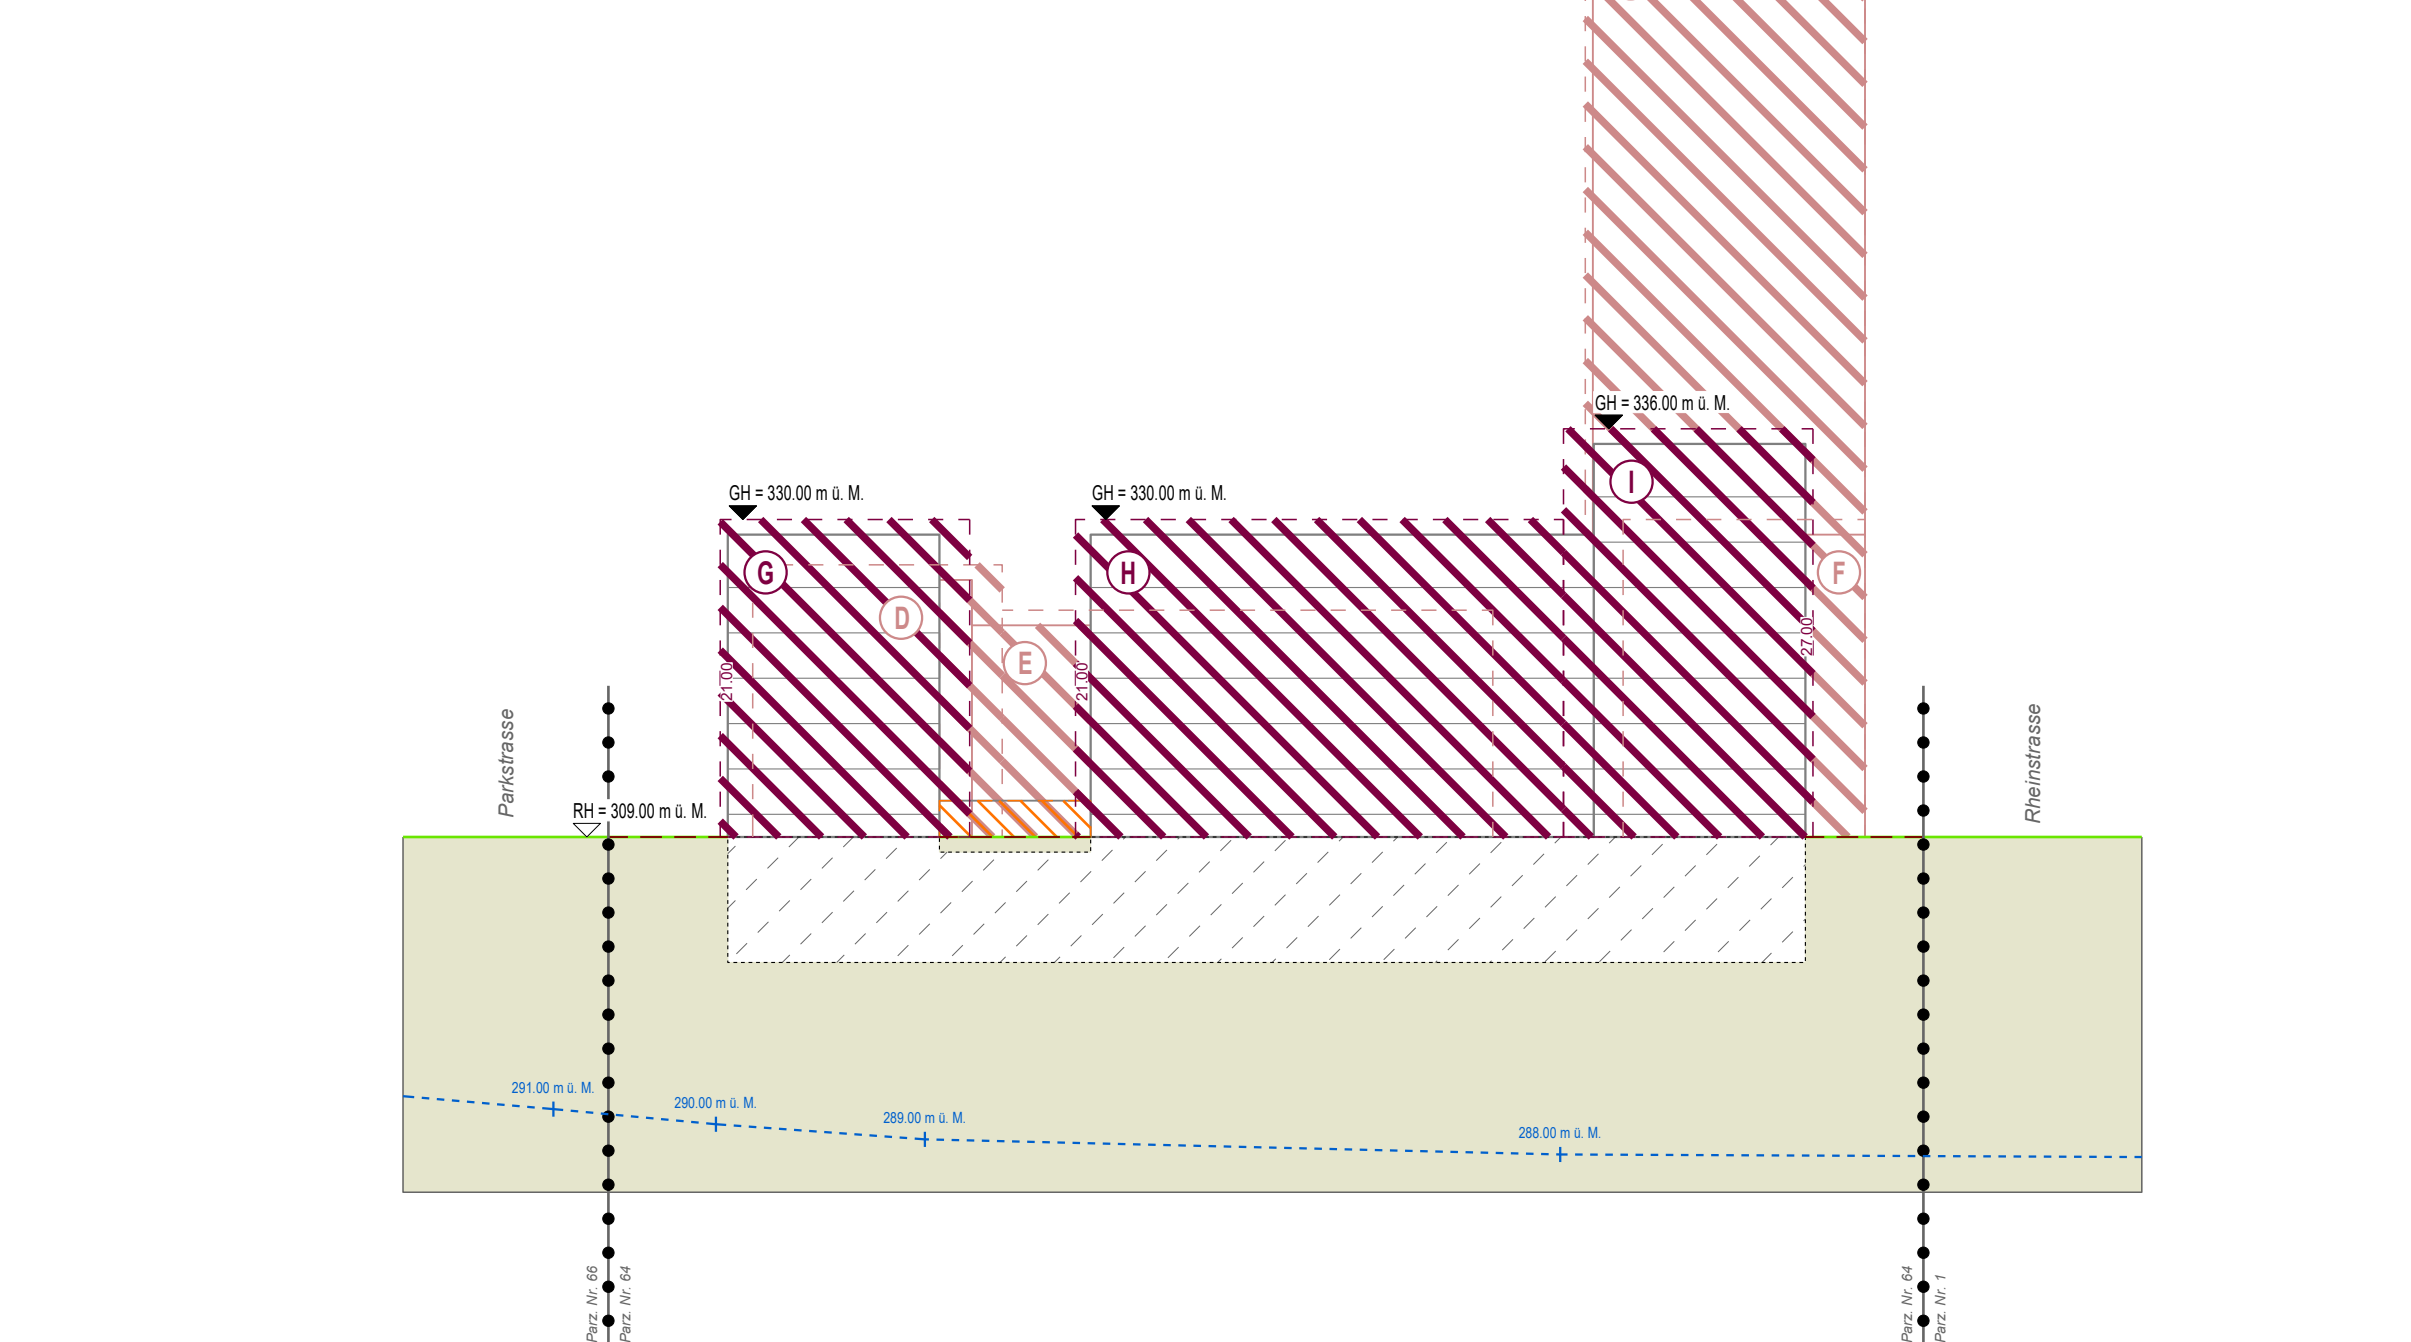 GH = 336.00 m ü. M.
I
GH = 330.00 m ü. M.
GH = 330.00 m ü. M.
G
H
F
D
E
27.00
21.00
21.00
Parkstrasse
Rheinstrasse
RH = 309.00 m ü. M.
291.00 m ü. M.
290.00 m ü. M.
289.00 m ü. M.
288.00 m ü. M.
Parz. Nr. 66
Parz. Nr. 64
Parz. Nr. 64
Parz. Nr. 1